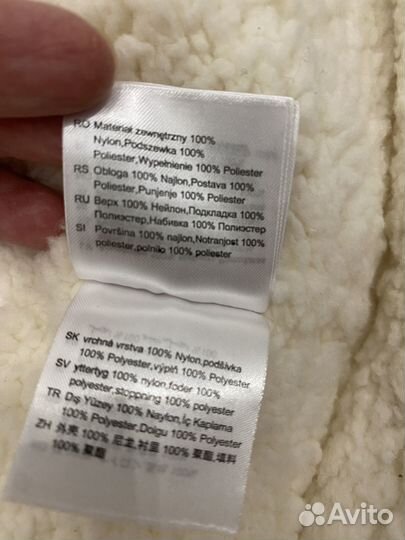 RO Materiał zewnętrzny 100%
Nylon,Podszewka 100%
Poliester,Wypełnienie 100% Poliester
RS Obloga 100% Najlon,Postava 100%
Poliester,Punjenje 100% Poliester
RU Верх 100% Нейлон,Подкладка 100%
Полиэстер,Набивка 100% Полиэстер
SI Površina 100% najlon,Notranjost 100%
poliester,polnilo 100% poliester
SK vrchná vrstva 100% Nylon,podšívka
100% Polyester,výplň 100% Polyester
SV yttertyg 100% nylon,foder 100%
polyester,stoppning 100% polyester
TR Dış Yüzey 100% Naylon,İç Kaplama
100% Polyester,Dolgu 100% Polyester
ZH 外壳 100% 尼龙,衬里 100% 聚酯,填料
100% 聚酯
Avito